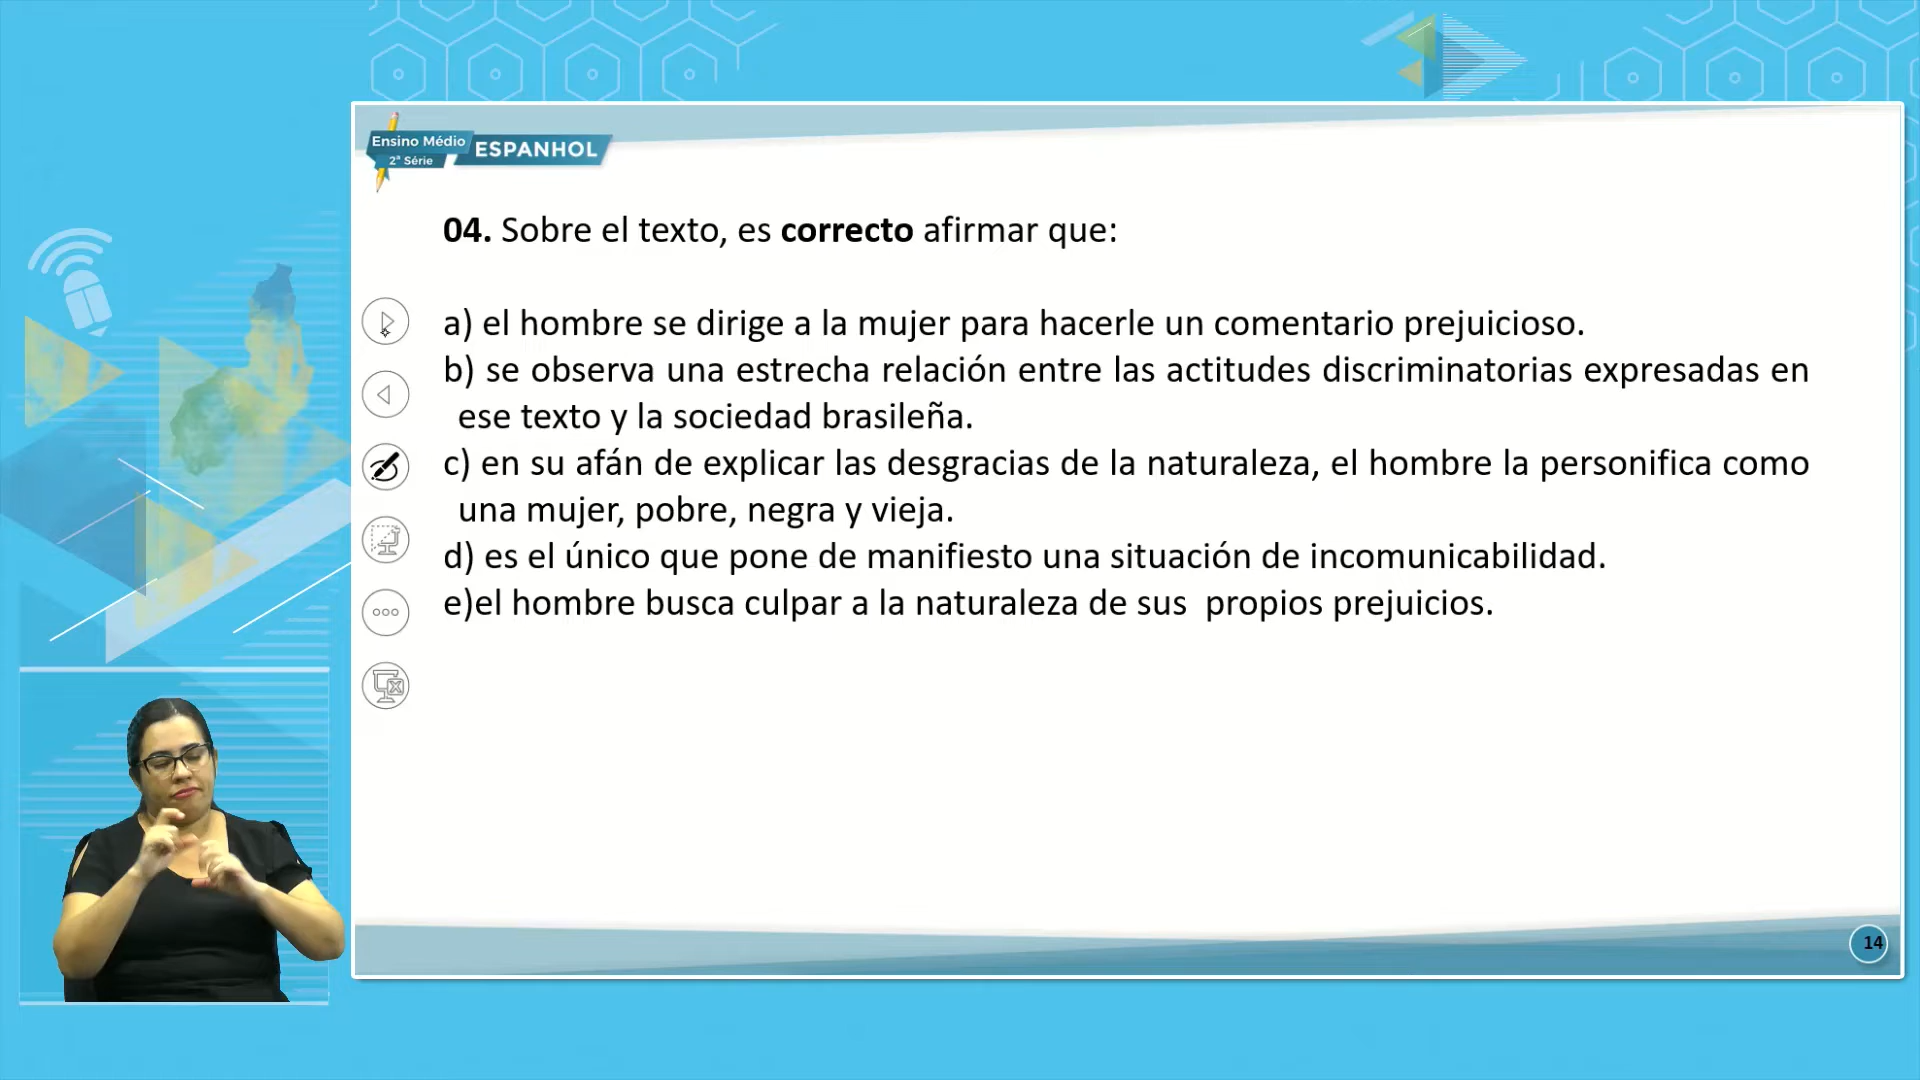 Ensino Médio
2ª Série
ESPANHOL
04. Sobre el texto, es correcto afirmar que:
a) el hombre se dirige a la mujer para hacerle un comentario prejuicioso.
b) se observa una estrecha relación entre las actitudes discriminatorias expresadas en
ese texto y la sociedad brasileña.
c) en su afán de explicar las desgracias de la naturaleza, el hombre la personifica como
una mujer, pobre, negra y vieja.
d) es el único que pone de manifiesto una situación de incomunicabilidad.
e)el hombre busca culpar a la naturaleza de sus propios prejuicios.
14